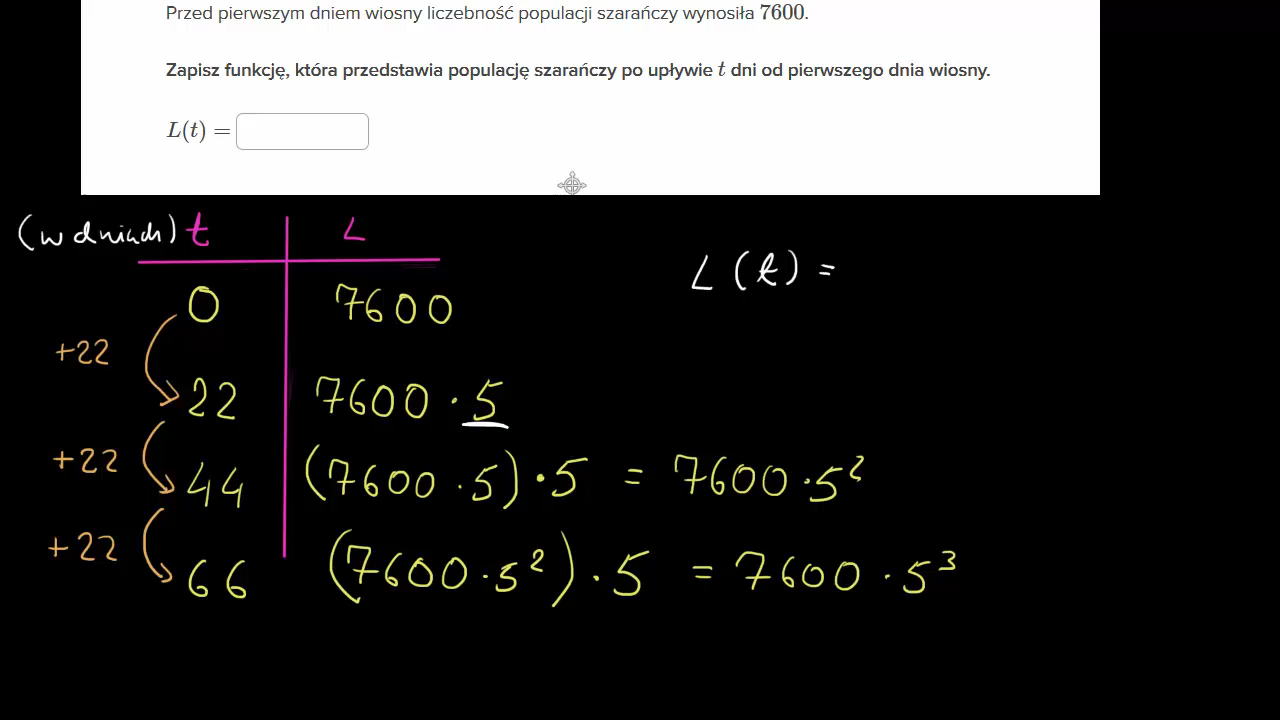 Przed pierwszym dniem wiosny liczebność populacji szarańczy wynosiła 7600.
Zapisz funkcję, która przedstawia populację szarańczy po upływie t dni od pierwszego dnia wiosny.
L(t) =
(w dniach) t L
L (t) =
0 7600
+22
22 7600 · 5
+22
44 (7600 · 5) · 5 = 7600 · 5²
+22
66 (7600 · 5²) · 5 = 7600 · 5³